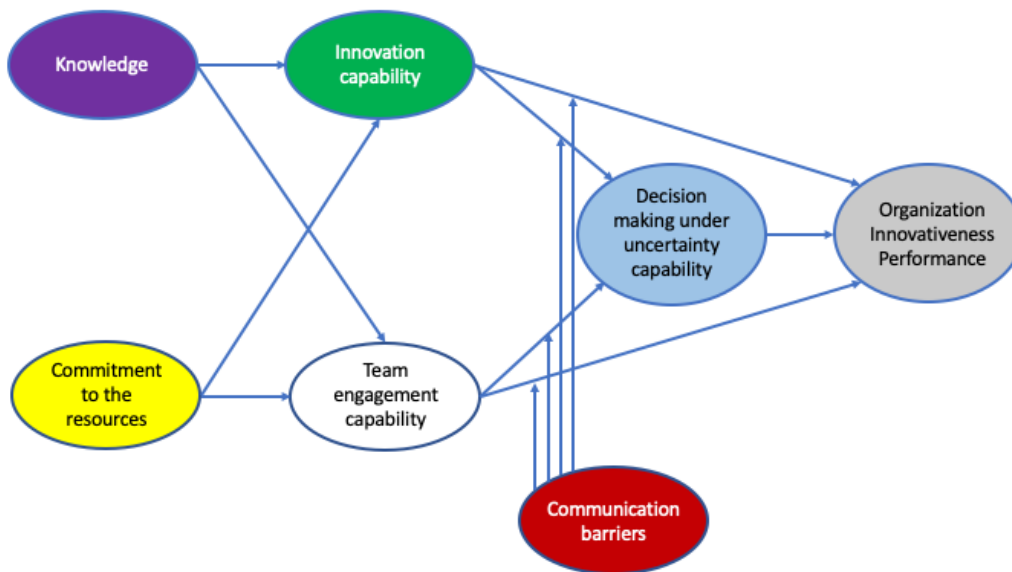 Knowledge
Innovation
capability
Decision
making under
uncertainty
capability
Organization
Innovativeness
Performance
Commitment
to the
resources
Team
engagement
capability
Communication
barriers